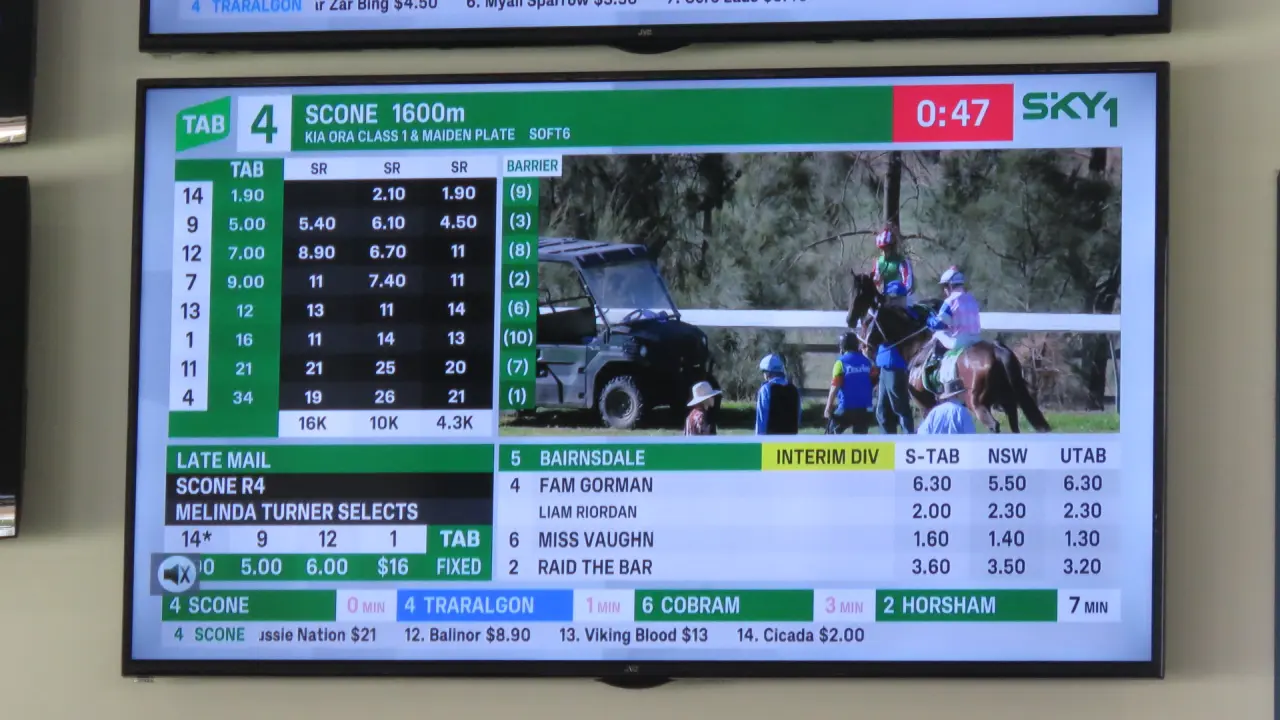 4 TRARALGON ır Zar Bing $4.50 6. Myall Sparrow
JVC
TAB 4 SCONE 1600m 0:47 SKY1
KIA ORA CLASS 1 & MAIDEN PLATE SOFT6
TAB SR SR SR BARRIER
14 1.90 2.10 1.90 (9)
9 5.00 5.40 6.10 4.50 (3)
12 7.00 8.90 6.70 11 (8)
7 9.00 11 7.40 11 (2)
13 12 13 11 14 (6)
1 16 11 14 13 (10)
11 21 21 25 20 (7)
4 34 19 26 21 (1)
16K 10K 4.3K
LATE MAIL
SCONE R4
MELINDA TURNER SELECTS
14* 9 12 1 TAB
00 5.00 6.00 $16 FIXED
5 BAIRNSDALE INTERIM DIV S-TAB NSW UTAB
4 FAM GORMAN 6.30 5.50 6.30
LIAM RIORDAN 2.00 2.30 2.30
6 MISS VAUGHN 1.60 1.40 1.30
2 RAID THE BAR 3.60 3.50 3.20
4 SCONE 0 MIN 4 TRARALGON 1 MIN 6 COBRAM 3 MIN 2 HORSHAM 7 MIN
4 SCONE ssie Nation $21 12. Balinor $8.90 13. Viking Blood $13 14. Cicada $2.00
JVC